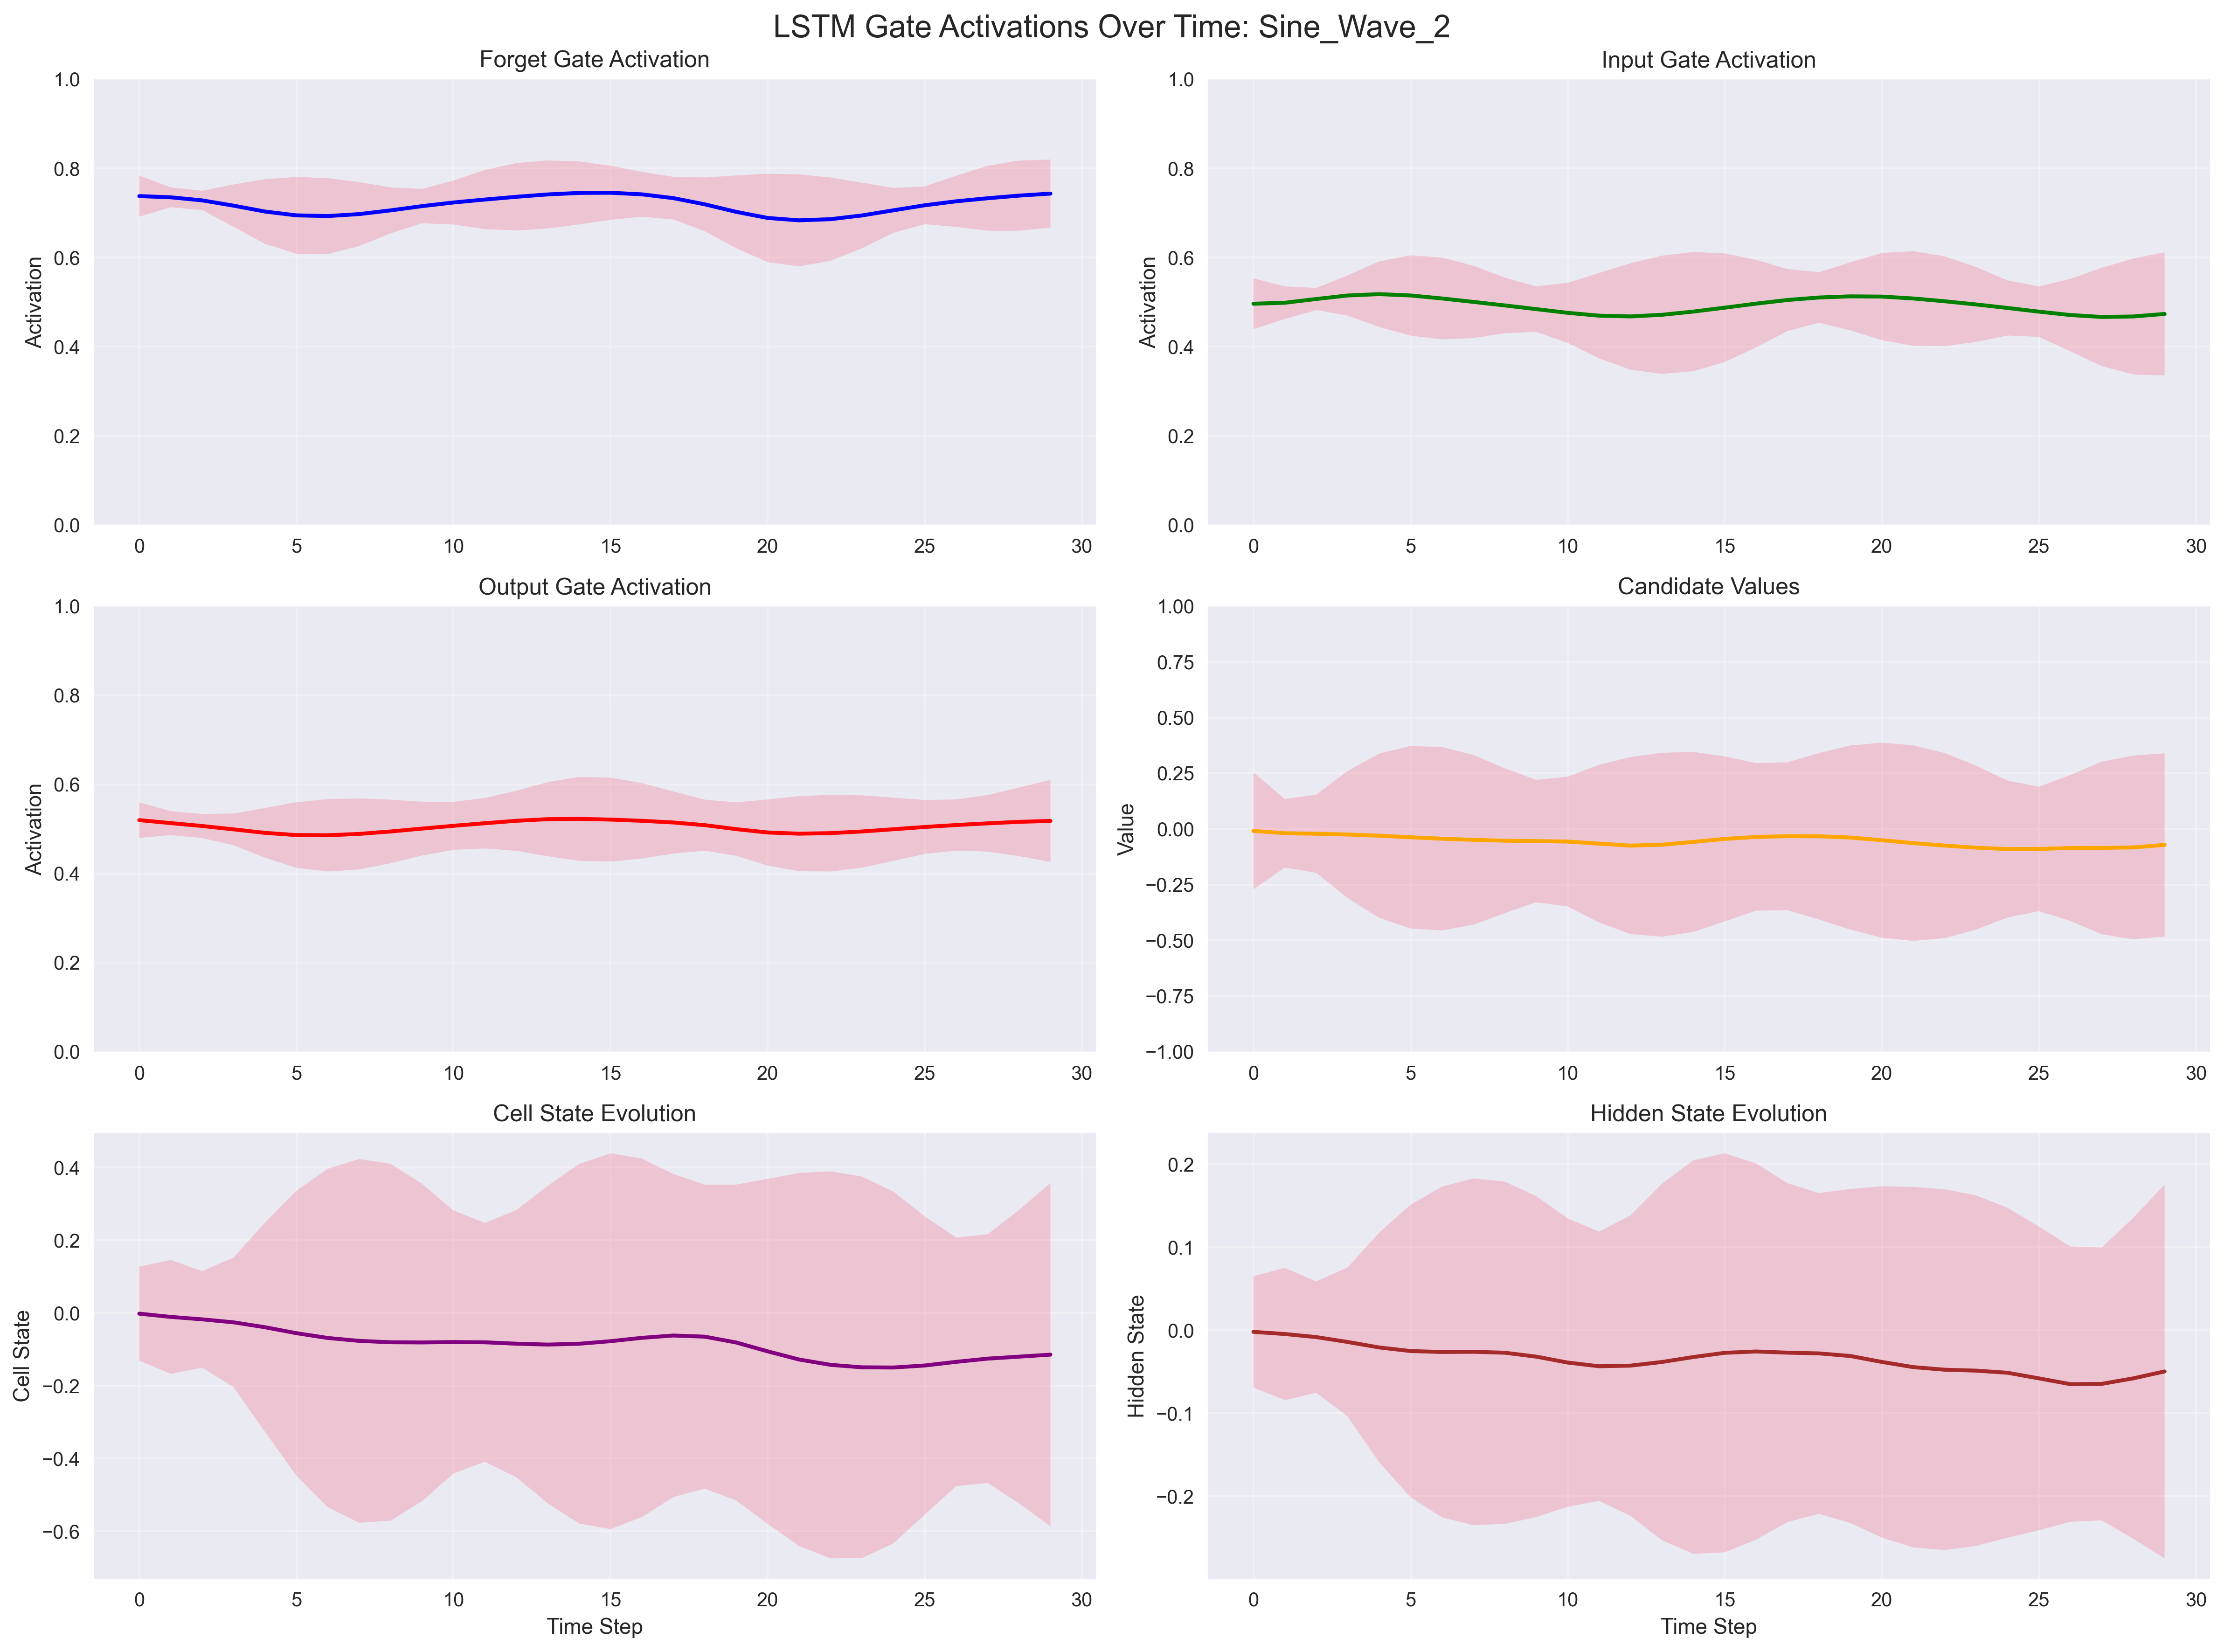 LSTM Gate Activations Over Time: Sine_Wave_2
Forget Gate Activation
Activation
1.0
0.8
0.6
0.4
0.2
0.0
0 5 10 15 20 25 30
Input Gate Activation
Activation
1.0
0.8
0.6
0.4
0.2
0.0
0 5 10 15 20 25 30
Output Gate Activation
Activation
1.0
0.8
0.6
0.4
0.2
0.0
0 5 10 15 20 25 30
Candidate Values
Value
1.00
0.75
0.50
0.25
0.00
−0.25
−0.50
−0.75
−1.00
0 5 10 15 20 25 30
Cell State Evolution
Cell State
0.4
0.2
0.0
−0.2
−0.4
−0.6
0 5 10 15 20 25 30
Time Step
Hidden State Evolution
Hidden State
0.2
0.1
0.0
−0.1
−0.2
0 5 10 15 20 25 30
Time Step